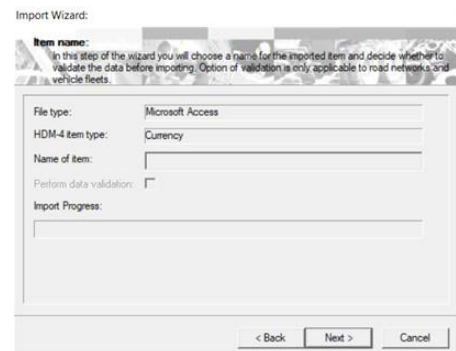 Import Wizard:
Item name:
In this step of the wizard you will choose a name for the imported item and decide whether to
validate the data before importing. Option of validation is only applicable to road networks and
vehicle fleets.
File type: Microsoft Access
HDM-4 item type: Currency
Name of item:
Perform data validation:
Import Progress:
< Back Next > Cancel